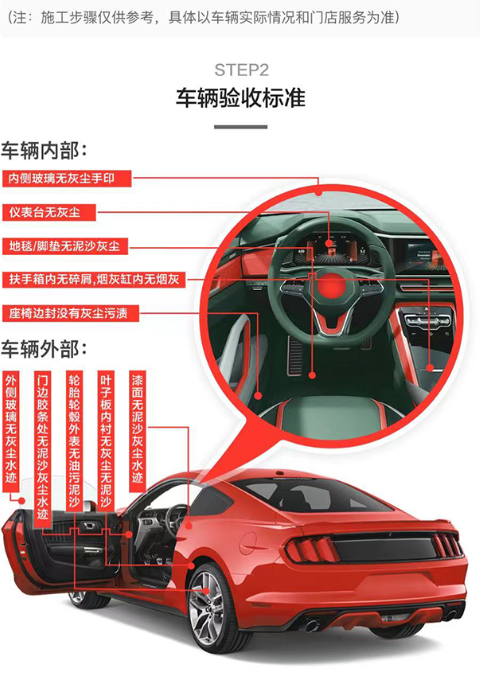 (注：施工步骤仅供参考，具体以车辆实际情况和门店服务为准)
STEP2
车辆验收标准
车辆内部：
内侧玻璃无灰尘手印
仪表台无灰尘
地毯/脚垫无泥沙灰尘
扶手箱内无碎屑,烟灰缸内无烟灰
座椅边封没有灰尘污渍
车辆外部：
外侧玻璃无灰尘水迹
门边胶条处无泥沙灰尘水迹
轮胎轮毂外表无油污泥沙
叶子板内衬无灰尘无泥沙
漆面无泥沙灰尘水迹